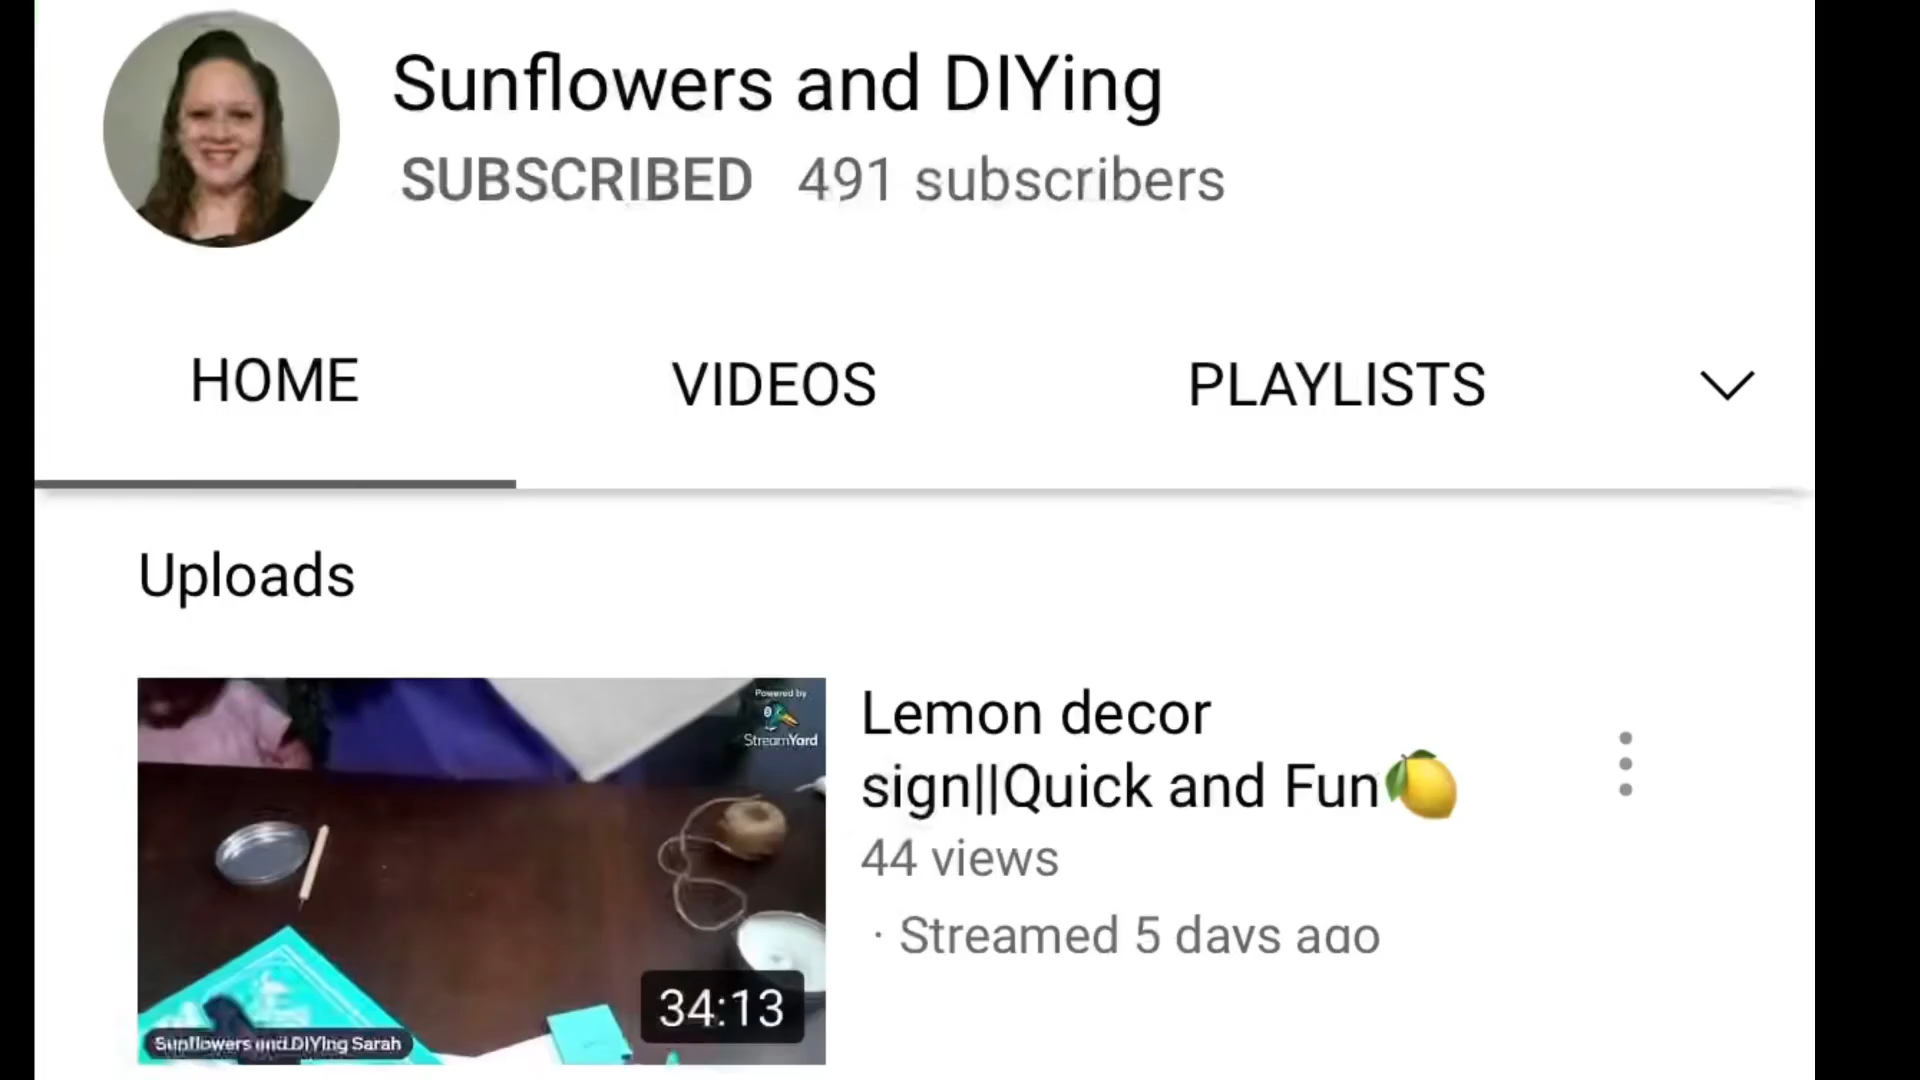 Sunflowers and DIYing
SUBSCRIBED 491 subscribers
HOME VIDEOS PLAYLISTS
Uploads
Powered by
StreamYard
34:13
Sunflowers and DIYing Sarah
Lemon decor
sign||Quick and Fun🍋
44 views
· Streamed 5 days ago